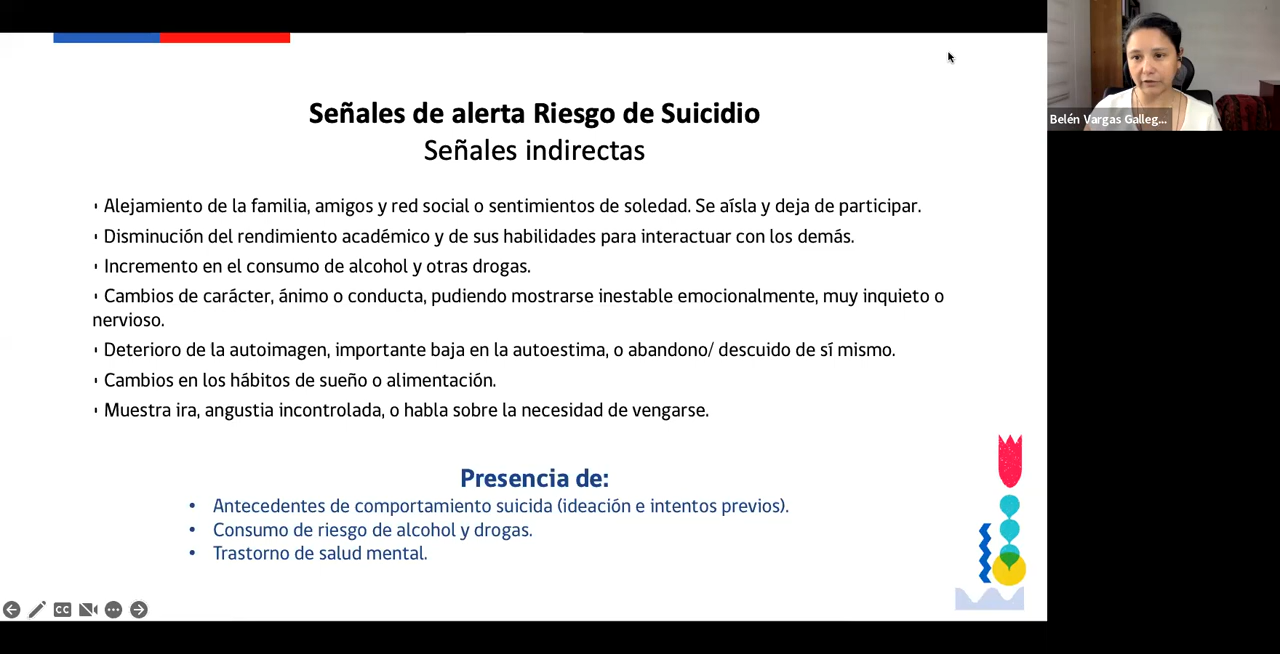 Señales de alerta Riesgo de Suicidio
Señales indirectas
· Alejamiento de la familia, amigos y red social o sentimientos de soledad. Se aísla y deja de participar.
· Disminución del rendimiento académico y de sus habilidades para interactuar con los demás.
· Incremento en el consumo de alcohol y otras drogas.
· Cambios de carácter, ánimo o conducta, pudiendo mostrarse inestable emocionalmente, muy inquieto o
nervioso.
· Deterioro de la autoimagen, importante baja en la autoestima, o abandono/ descuido de sí mismo.
· Cambios en los hábitos de sueño o alimentación.
· Muestra ira, angustia incontrolada, o habla sobre la necesidad de vengarse.
Presencia de:
• Antecedentes de comportamiento suicida (ideación e intentos previos).
• Consumo de riesgo de alcohol y drogas.
• Trastorno de salud mental.
Belén Vargas Galleg...
CC